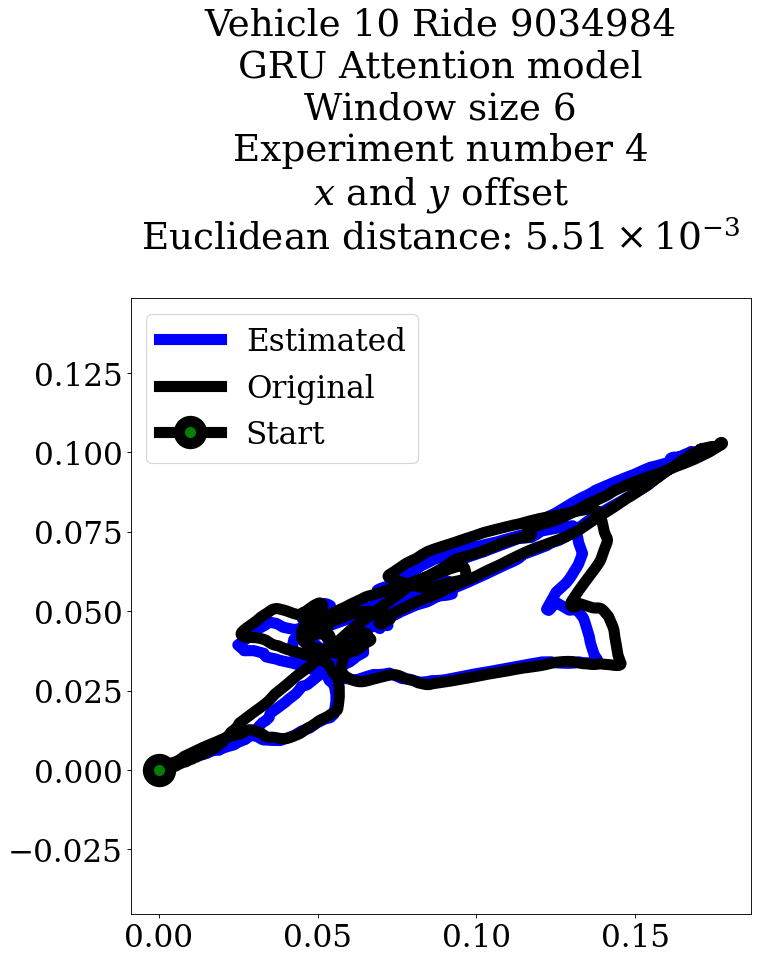 Vehicle 10 Ride 9034984
GRU Attention model
Window size 6
Experiment number 4
x and y offset
Euclidean distance: 5.51 × 10⁻³
Estimated
Original
Start
0.125
0.100
0.075
0.050
0.025
0.000
−0.025
0.00 0.05 0.10 0.15